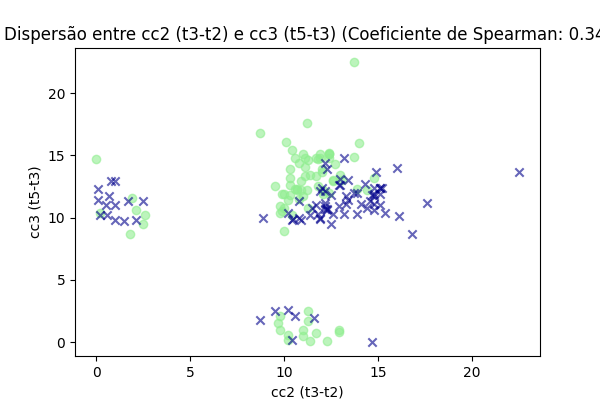 Dispersão entre cc2 (t3-t2) e cc3 (t5-t3) (Coeficiente de Spearman: 0.34
cc3 (t5-t3)
20
15
10
5
0
0 5 10 15 20
cc2 (t3-t2)